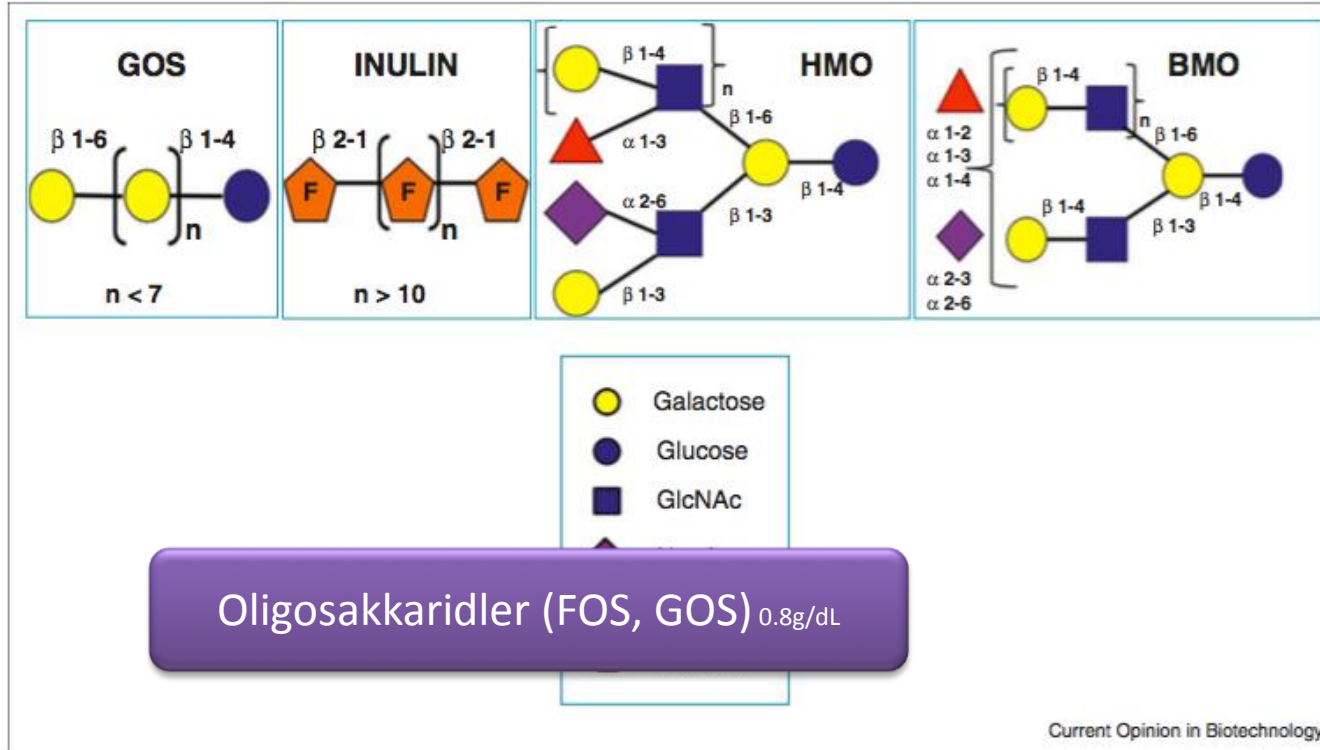 GOS
β 1-6
β 1-4
n
n < 7
INULIN
β 2-1
β 2-1
F
F
F
n
n > 10
HMO
β 1-4
n
β 1-6
α 1-3
α 2-6
β 1-4
β 1-3
β 1-3
BMO
β 1-4
n
β 1-6
α 1-2
α 1-3
α 1-4
β 1-4
β 1-4
β 1-3
α 2-3
α 2-6
Galactose
Glucose
GlcNAc
Oligosakkaridler (FOS, GOS) 0.8g/dL
Current Opinion in Biotechnology